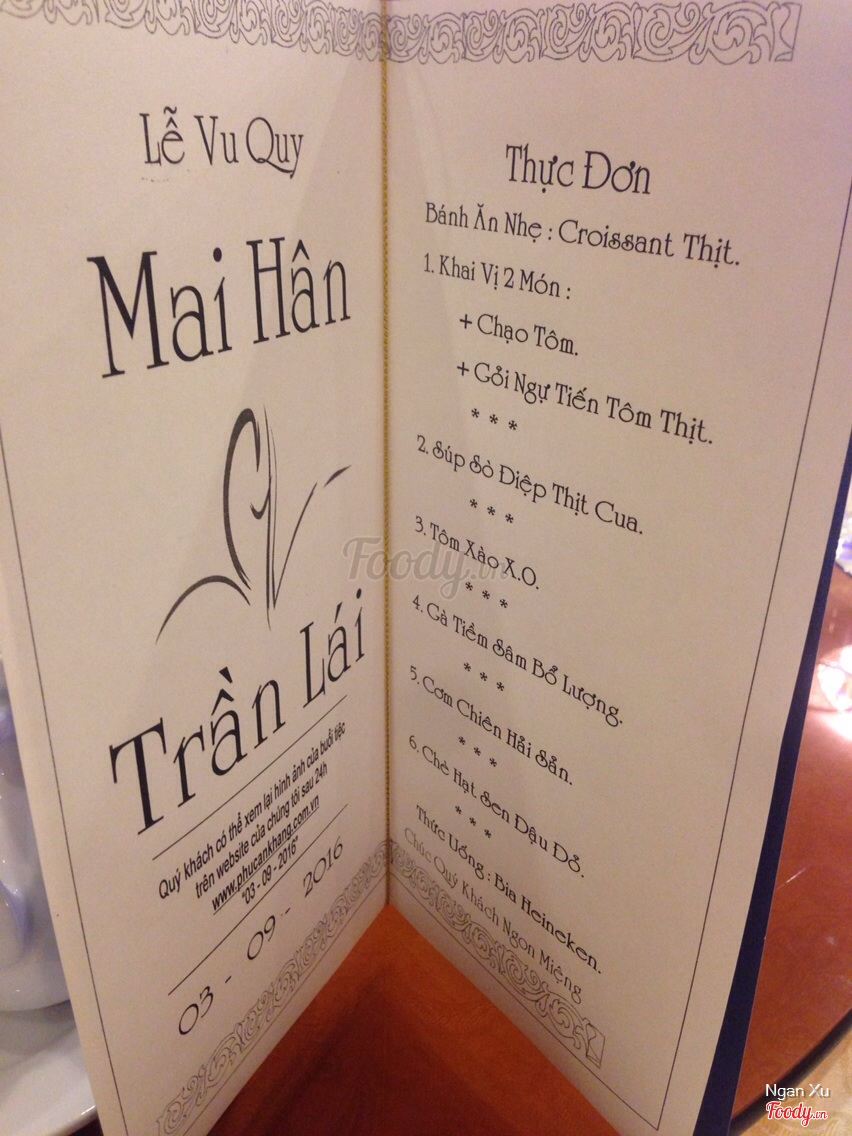 Lễ Vu Quy
Mai Hân
Trần Lái
Quý khách có thể xem lại hình ảnh của buổi tiệc
trên website của chúng tôi sau 24h
www.phucankhang.com.vn
"03 - 09 - 2016"
03 - 09 - 2016
Thực Đơn
Bánh Ăn Nhẹ : Croissant Thịt.
1. Khai Vị 2 Món :
+ Chạo Tôm.
+ Gỏi Ngự Tiến Tôm Thịt.
* * *
2. Súp Sò Điệp Thịt Cua.
* * *
3. Tôm Xào X.O.
* * *
4. Gà Tiềm Sâm Bổ Lượng.
* * *
5. Cơm Chiên Hải Sản.
* * *
6. Chè Hạt Sen Đậu Đỏ.
* * *
Thức Uống : Bia Heineken.
Chúc Quý Khách Ngon Miệng
Foody.vn
Ngan Xu
Foody.vn